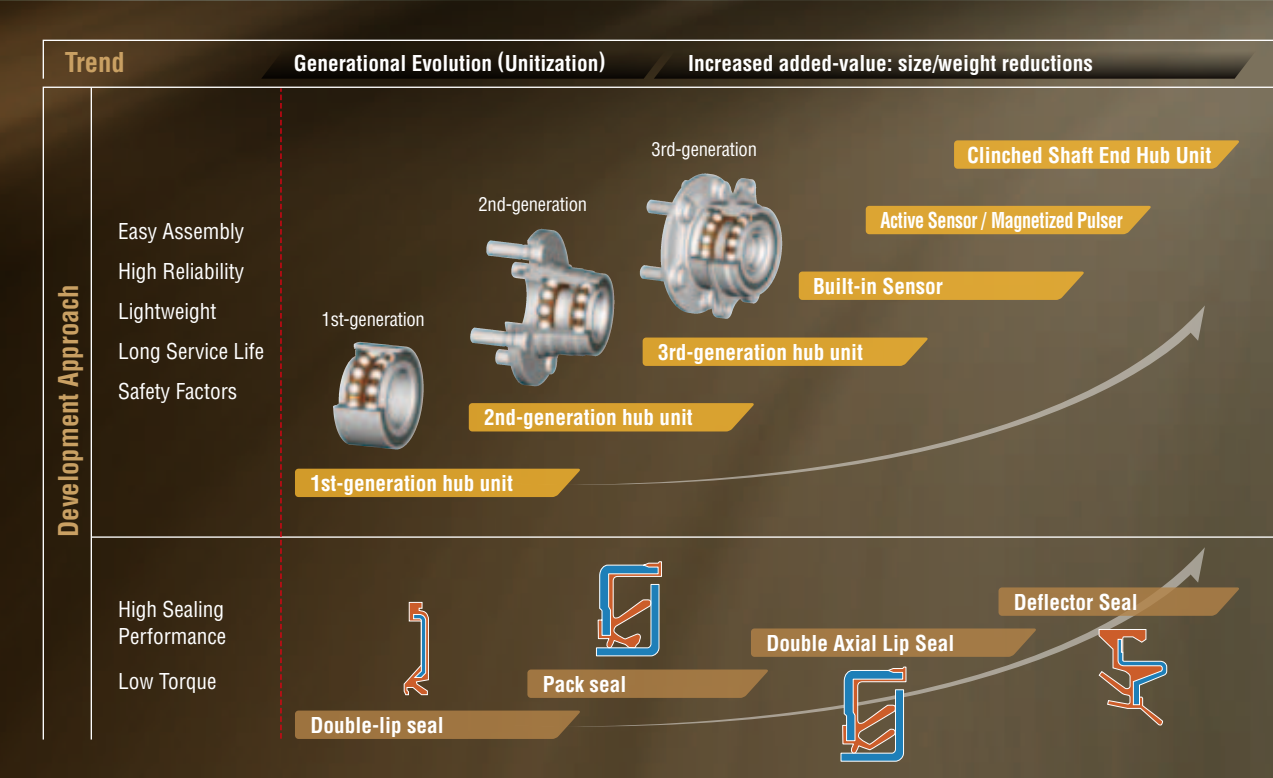 Trend
Generational Evolution (Unitization)
Increased added-value: size/weight reductions
Development Approach
Easy Assembly
High Reliability
Lightweight
Long Service Life
Safety Factors
1st-generation
2nd-generation
3rd-generation
Clinched Shaft End Hub Unit
Active Sensor / Magnetized Pulser
Built-in Sensor
3rd-generation hub unit
2nd-generation hub unit
1st-generation hub unit
High Sealing
Performance
Low Torque
Deflector Seal
Double Axial Lip Seal
Pack seal
Double-lip seal